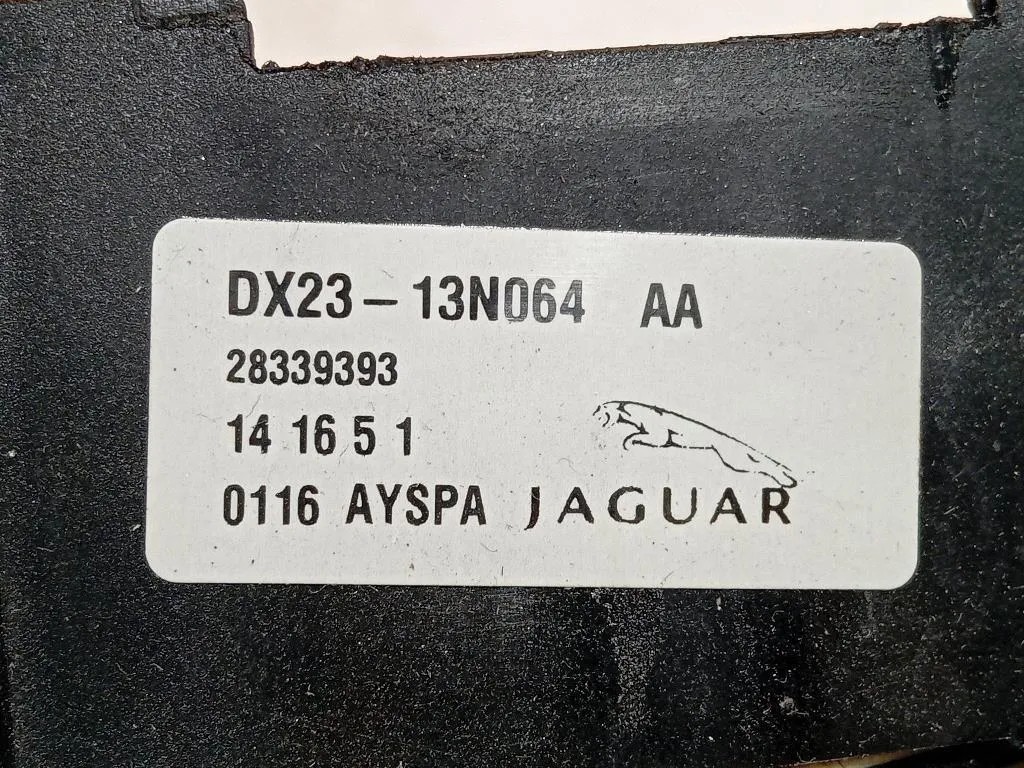 DX23-13N064 AA
28339393
14 16 5 1
0116 AYSPA JAGUAR